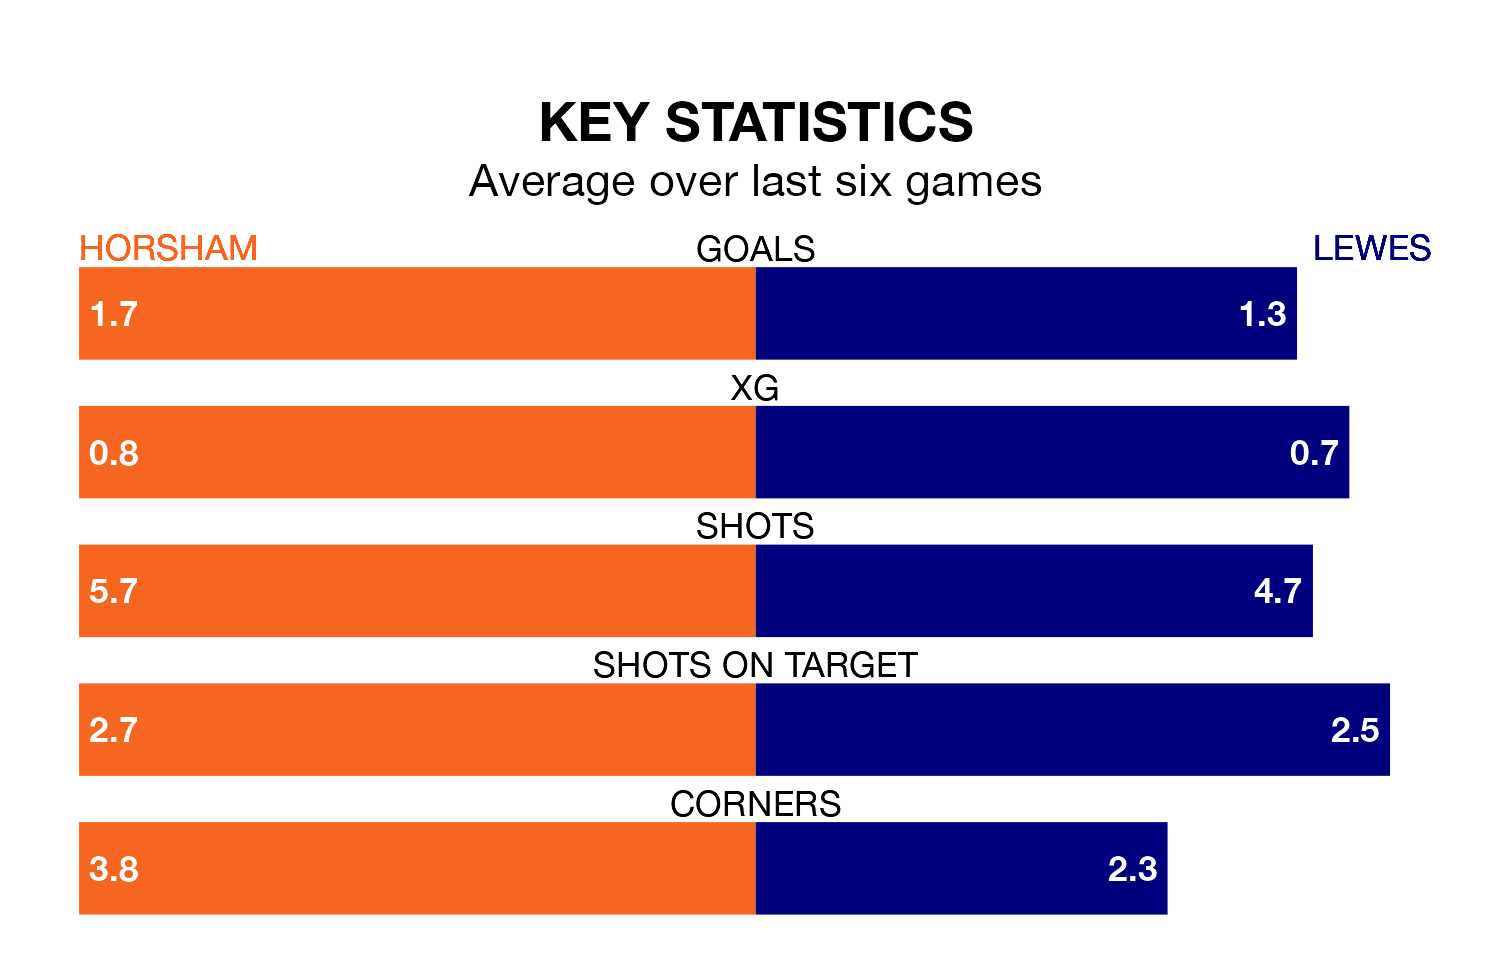 KEY STATISTICS
Average over last six games
HORSHAM GOALS LEWES
1.7 1.3
XG
0.8 0.7
SHOTS
5.7 4.7
SHOTS ON TARGET
2.7 2.5
CORNERS
3.8 2.3